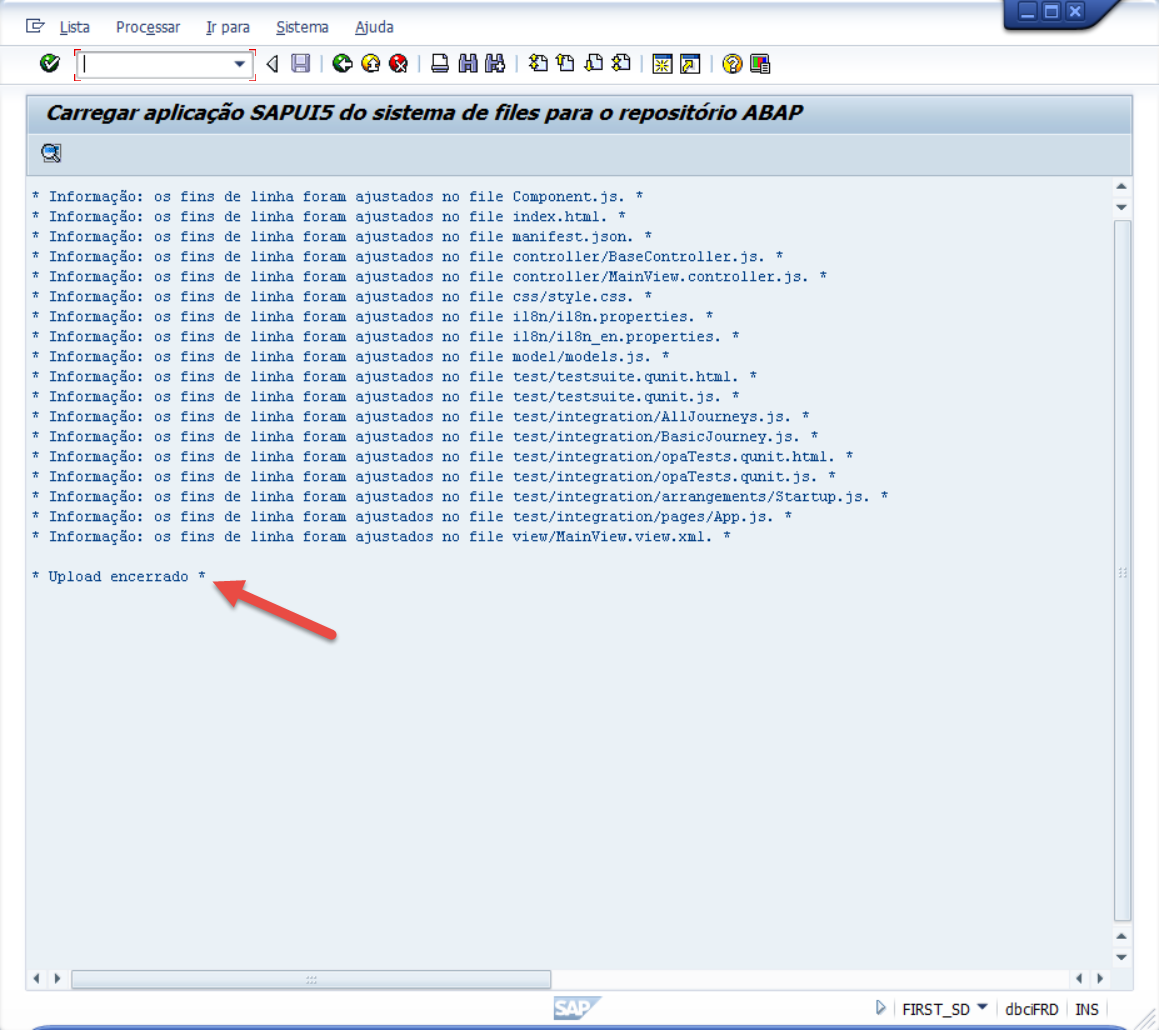 Lista Processar Ir para Sistema Ajuda
Carregar aplicação SAPUI5 do sistema de files para o repositório ABAP
* Informação: os fins de linha foram ajustados no file Component.js. *
* Informação: os fins de linha foram ajustados no file index.html. *
* Informação: os fins de linha foram ajustados no file manifest.json. *
* Informação: os fins de linha foram ajustados no file controller/BaseController.js. *
* Informação: os fins de linha foram ajustados no file controller/MainView.controller.js. *
* Informação: os fins de linha foram ajustados no file css/style.css. *
* Informação: os fins de linha foram ajustados no file i18n/i18n.properties. *
* Informação: os fins de linha foram ajustados no file i18n/i18n_en.properties. *
* Informação: os fins de linha foram ajustados no file model/models.js. *
* Informação: os fins de linha foram ajustados no file test/testsuite.qunit.html. *
* Informação: os fins de linha foram ajustados no file test/testsuite.qunit.js. *
* Informação: os fins de linha foram ajustados no file test/integration/AllJourneys.js. *
* Informação: os fins de linha foram ajustados no file test/integration/BasicJourney.js. *
* Informação: os fins de linha foram ajustados no file test/integration/opaTests.qunit.html. *
* Informação: os fins de linha foram ajustados no file test/integration/opaTests.qunit.js. *
* Informação: os fins de linha foram ajustados no file test/integration/arrangements/Startup.js. *
* Informação: os fins de linha foram ajustados no file test/integration/pages/App.js. *
* Informação: os fins de linha foram ajustados no file view/MainView.view.xml. *
* Upload encerrado *
SAP FIRST_SD dbciFRD INS